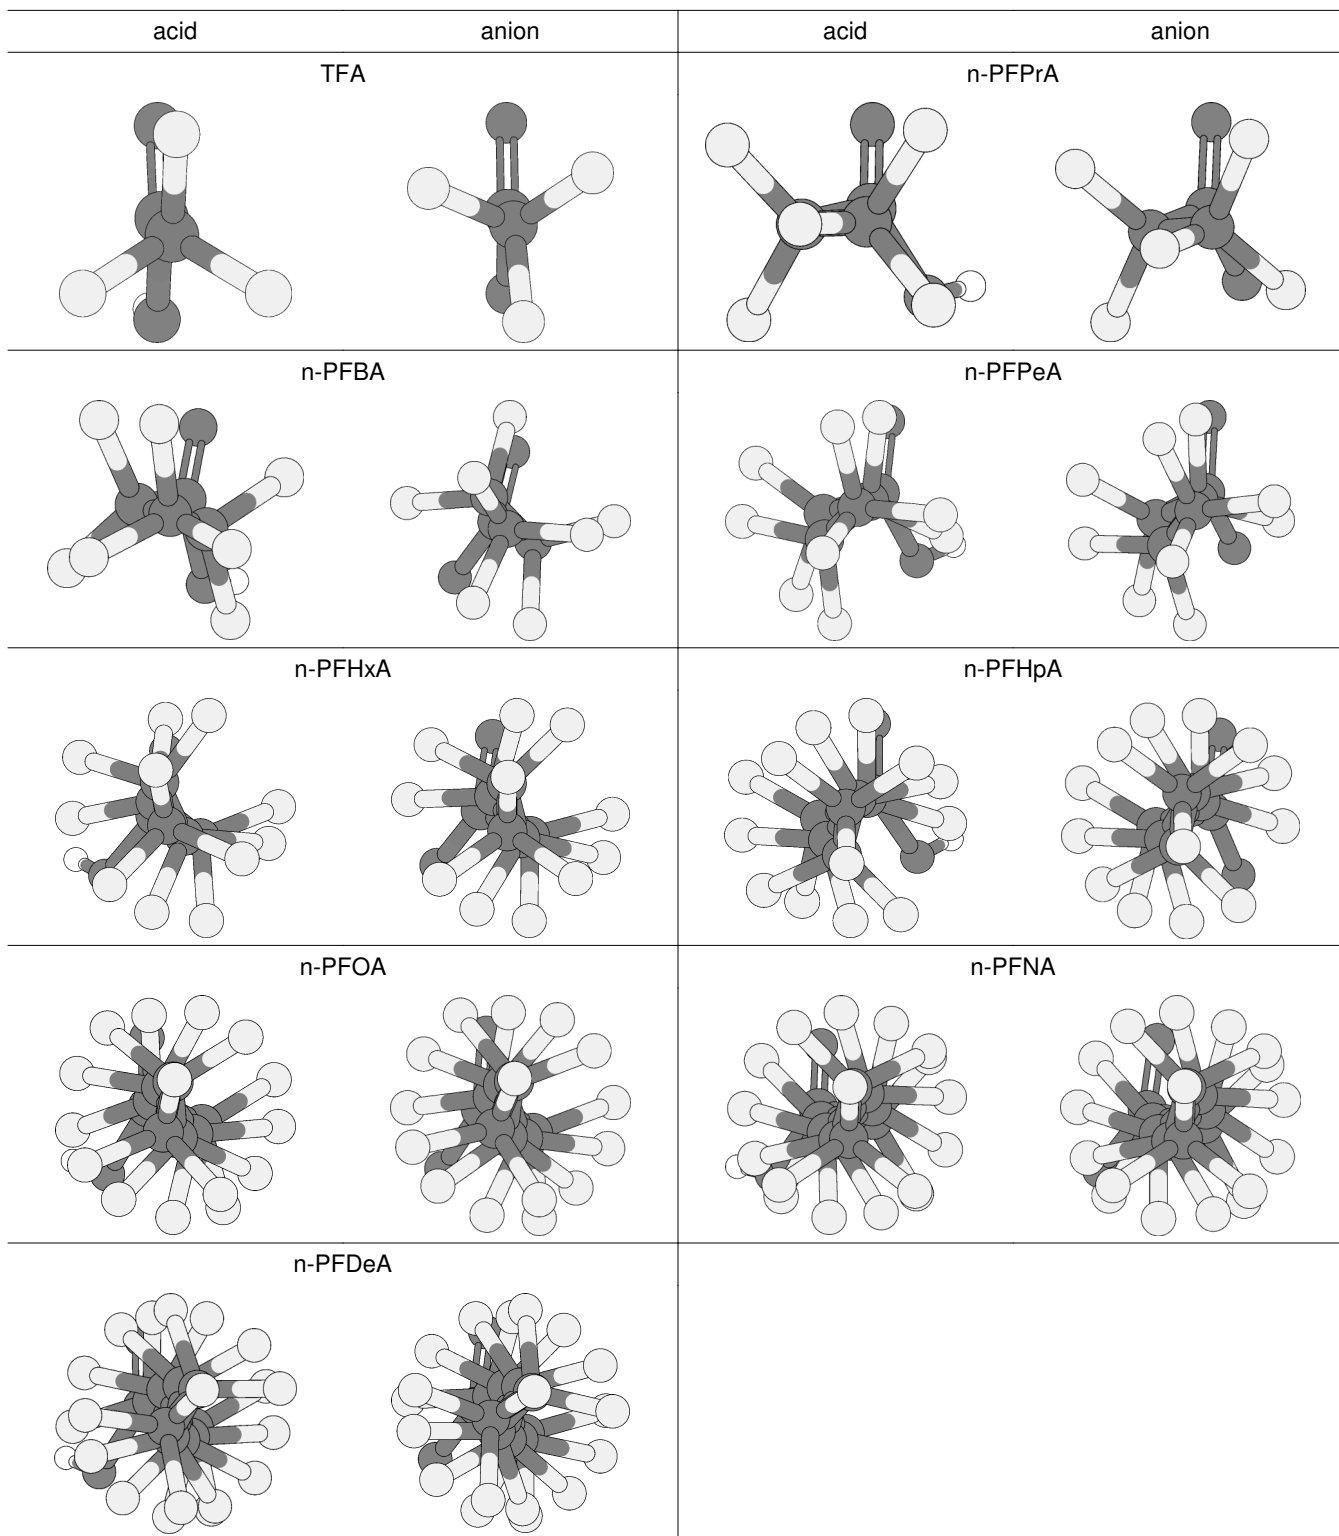 acid anion acid anion
TFA n-PFPrA
n-PFBA n-PFPeA
n-PFHxA n-PFHpA
n-PFOA n-PFNA
n-PFDeA